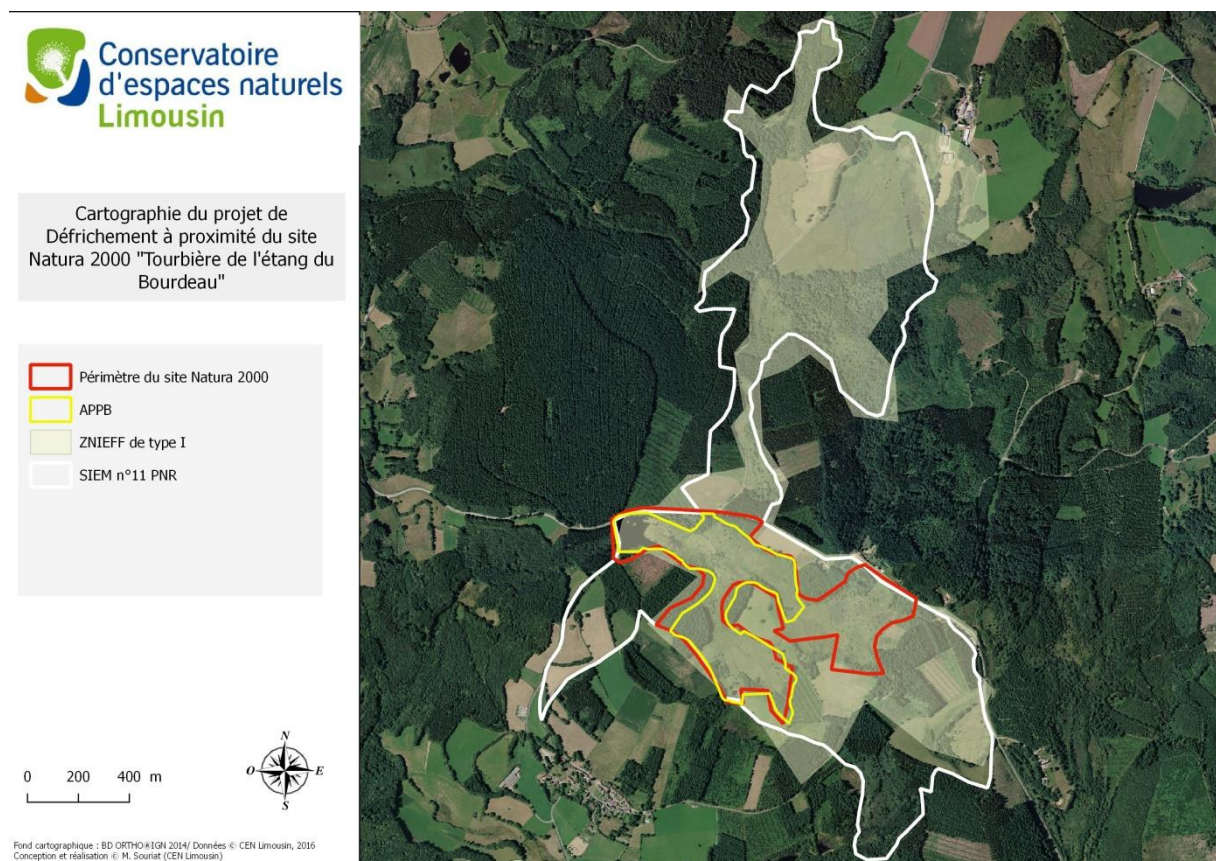 Conservatoire
d'espaces naturels
Limousin
Cartographie du projet de
Défrichement à proximité du site
Natura 2000 "Tourbière de l'étang du
Bourdeau"
Périmètre du site Natura 2000
APPB
ZNIEFF de type I
SIEM n°11 PNR
N
O E
S
0 200 400 m
Fond cartographique : BD ORTHO®IGN 2014/ Données © CEN Limousin, 2016
Conception et réalisation © M. Souriat (CEN Limousin)